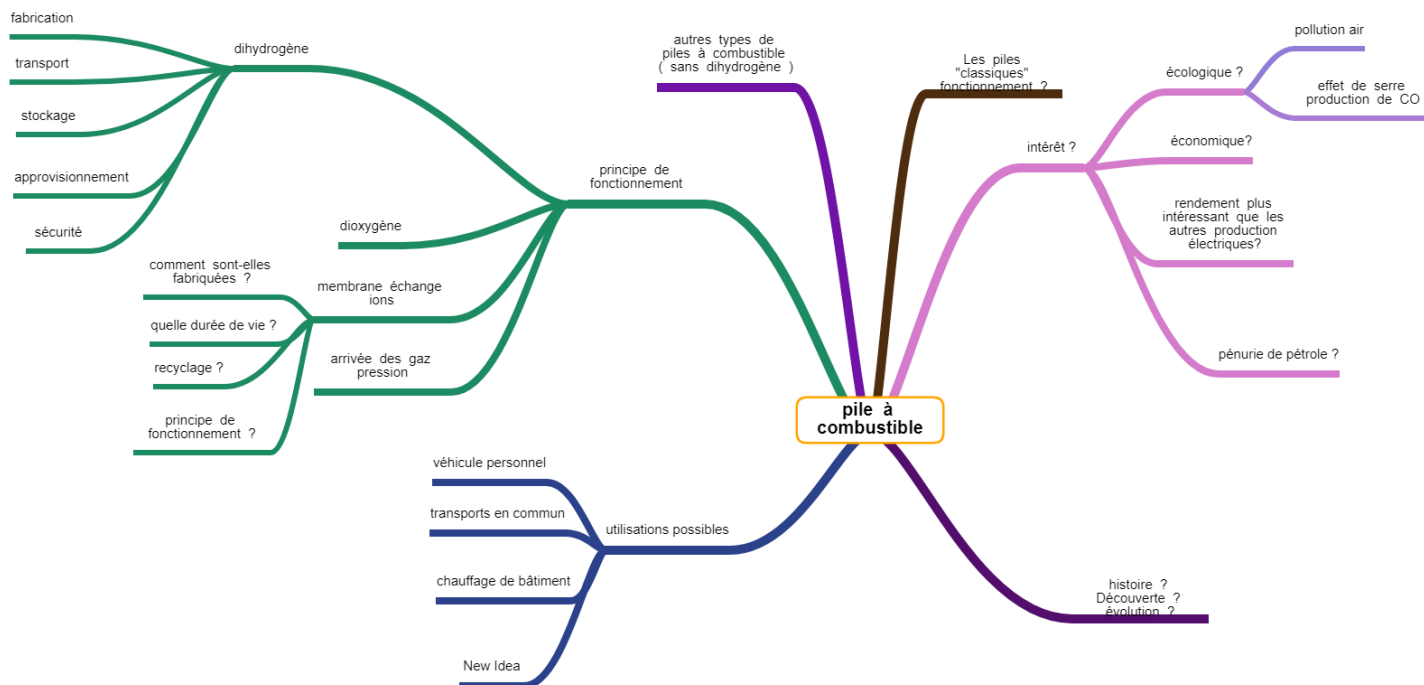 fabrication
transport
stockage
approvisionnement
sécurité
dihydrogène
dioxygène
comment sont-elles
fabriquées ?
quelle durée de vie ?
recyclage ?
principe de
fonctionnement ?
membrane échange
ions
arrivée des gaz
pression
principe de
fonctionnement
autres types de
piles à combustible
( sans dihydrogène )
Les piles
"classiques"
fonctionnement ?
intérêt ?
écologique ?
pollution air
effet de serre
production de CO
économique?
rendement plus
intéressant que les
autres production
électriques?
pénurie de pétrole ?
pile à
combustible
véhicule personnel
transports en commun
chauffage de bâtiment
New Idea
utilisations possibles
histoire ?
Découverte ?
évolution ?